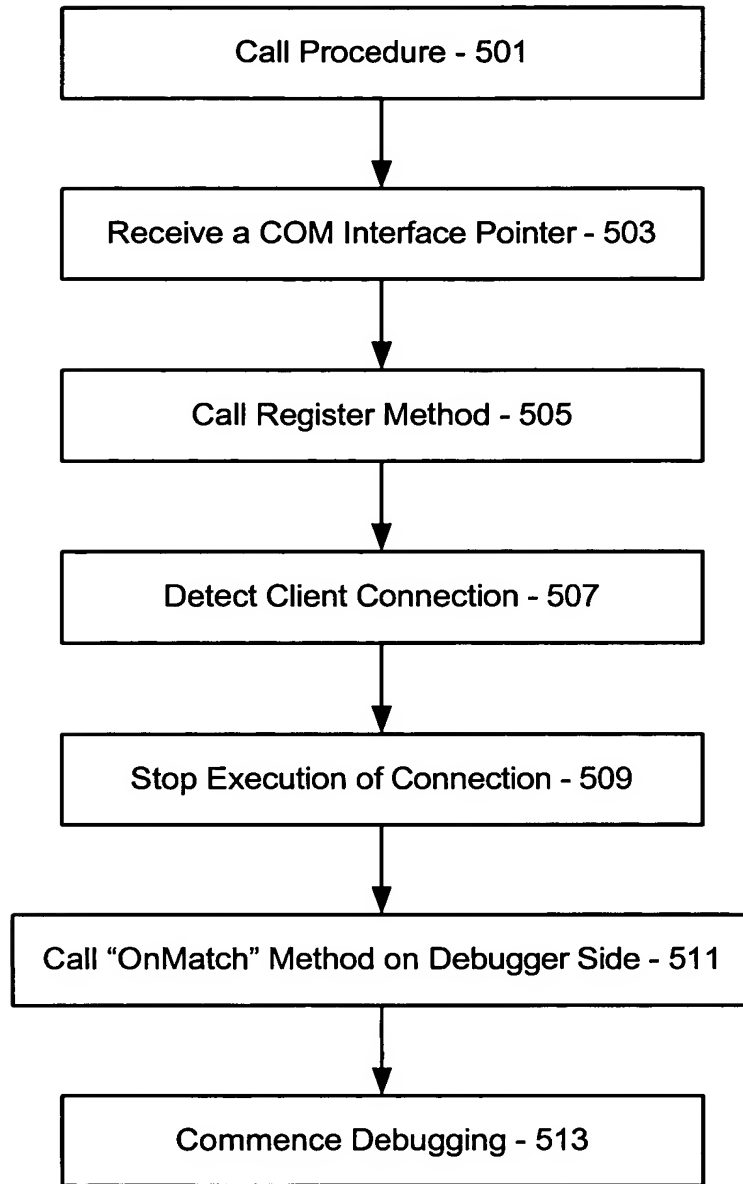 Call Procedure - 501
Receive a COM Interface Pointer - 503
Call Register Method - 505
Detect Client Connection - 507
Stop Execution of Connection - 509
Call “OnMatch” Method on Debugger Side - 511
Commence Debugging - 513